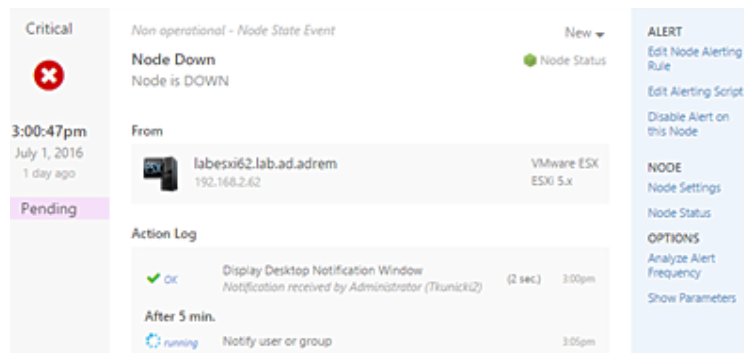 Critical
3:00:47pm
July 1, 2016
1 day ago
Pending
Non operational - Node State Event
New
Node Down
Node Status
Node is DOWN
From
labesxi62.lab.ad.adrem
VMware ESX
192.168.2.62
ESXi 5.x
Action Log
OK
Display Desktop Notification Window
(2 sec.)
3:00pm
Notification received by Administrator (Tkunicki2)
After 5 min.
running
Notify user or group
3:05pm
ALERT
Edit Node Alerting
Rule
Edit Alerting Script
Disable Alert on
this Node
NODE
Node Settings
Node Status
OPTIONS
Analyze Alert
Frequency
Show Parameters